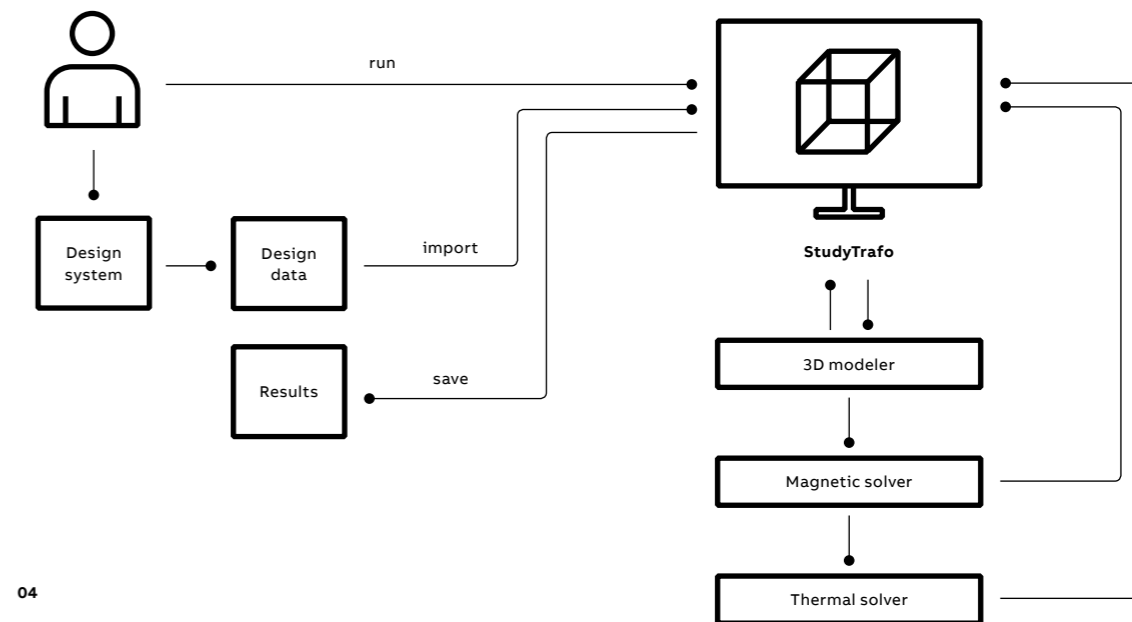 run
Design
system
Design
data
import
StudyTrafo
Results
save
3D modeler
Magnetic solver
Thermal solver
04